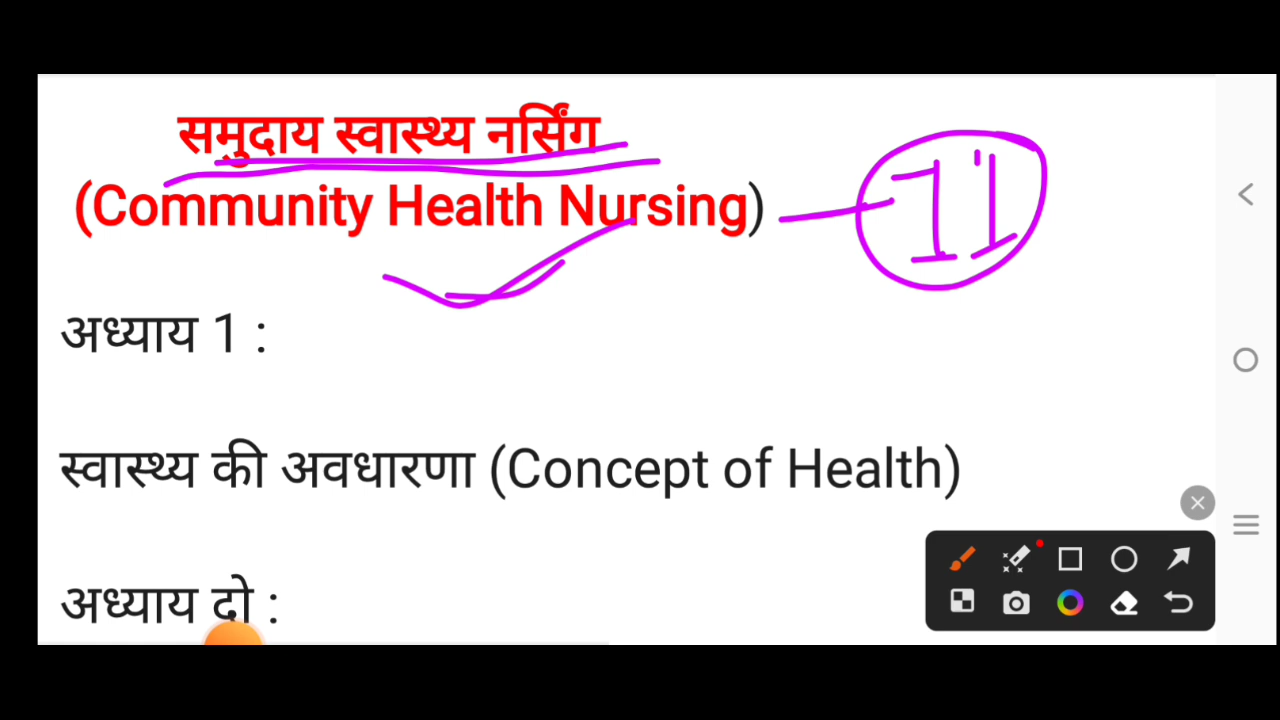 समुदाय स्वास्थ्य नर्सिंग
(Community Health Nursing) - 11
अध्याय 1 :
स्वास्थ्य की अवधारणा (Concept of Health)
अध्याय दो :